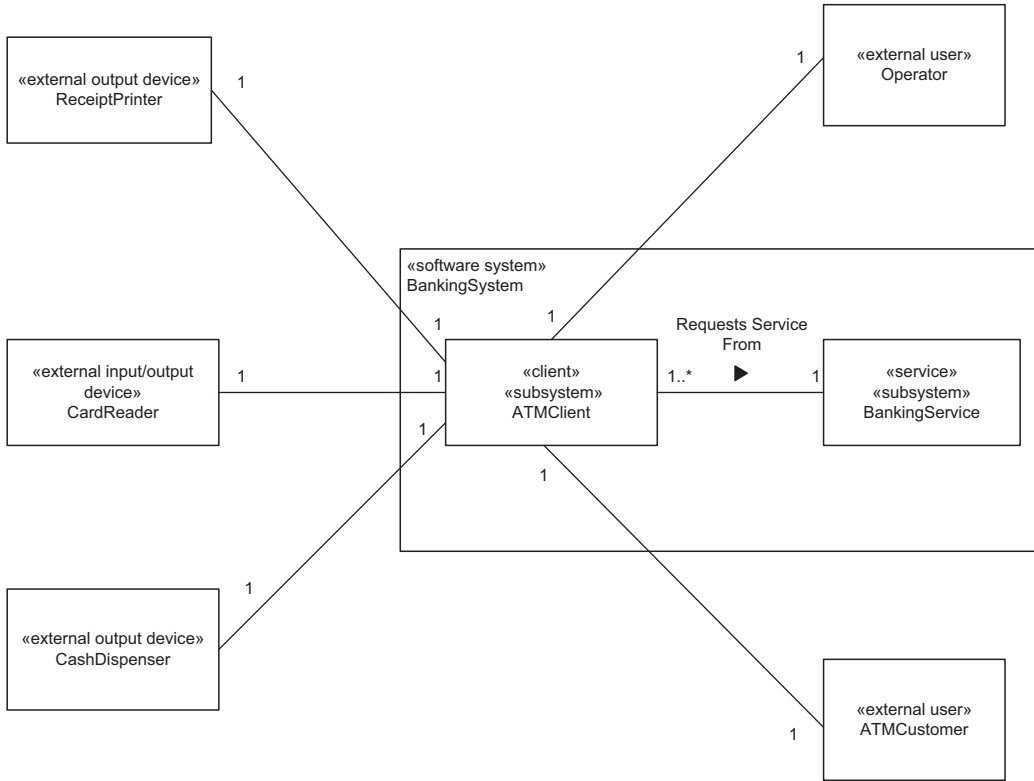 «external output device»
ReceiptPrinter
1
1
«external user»
Operator
«software system»
BankingSystem
1
1
Requests Service
From
«external input/output
device»
CardReader
1
1
«client»
«subsystem»
ATMClient
1..*
1
«service»
«subsystem»
BankingService
1
1
1
«external output device»
CashDispenser
1
«external user»
ATMCustomer